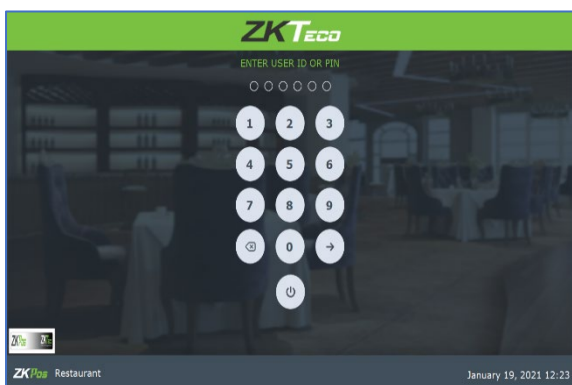 ZKTECO
ENTER USER ID OR PIN
1 2 3
4 5 6
7 8 9
0
ZKPos
ZKPos Restaurant
January 19, 2021 12:23